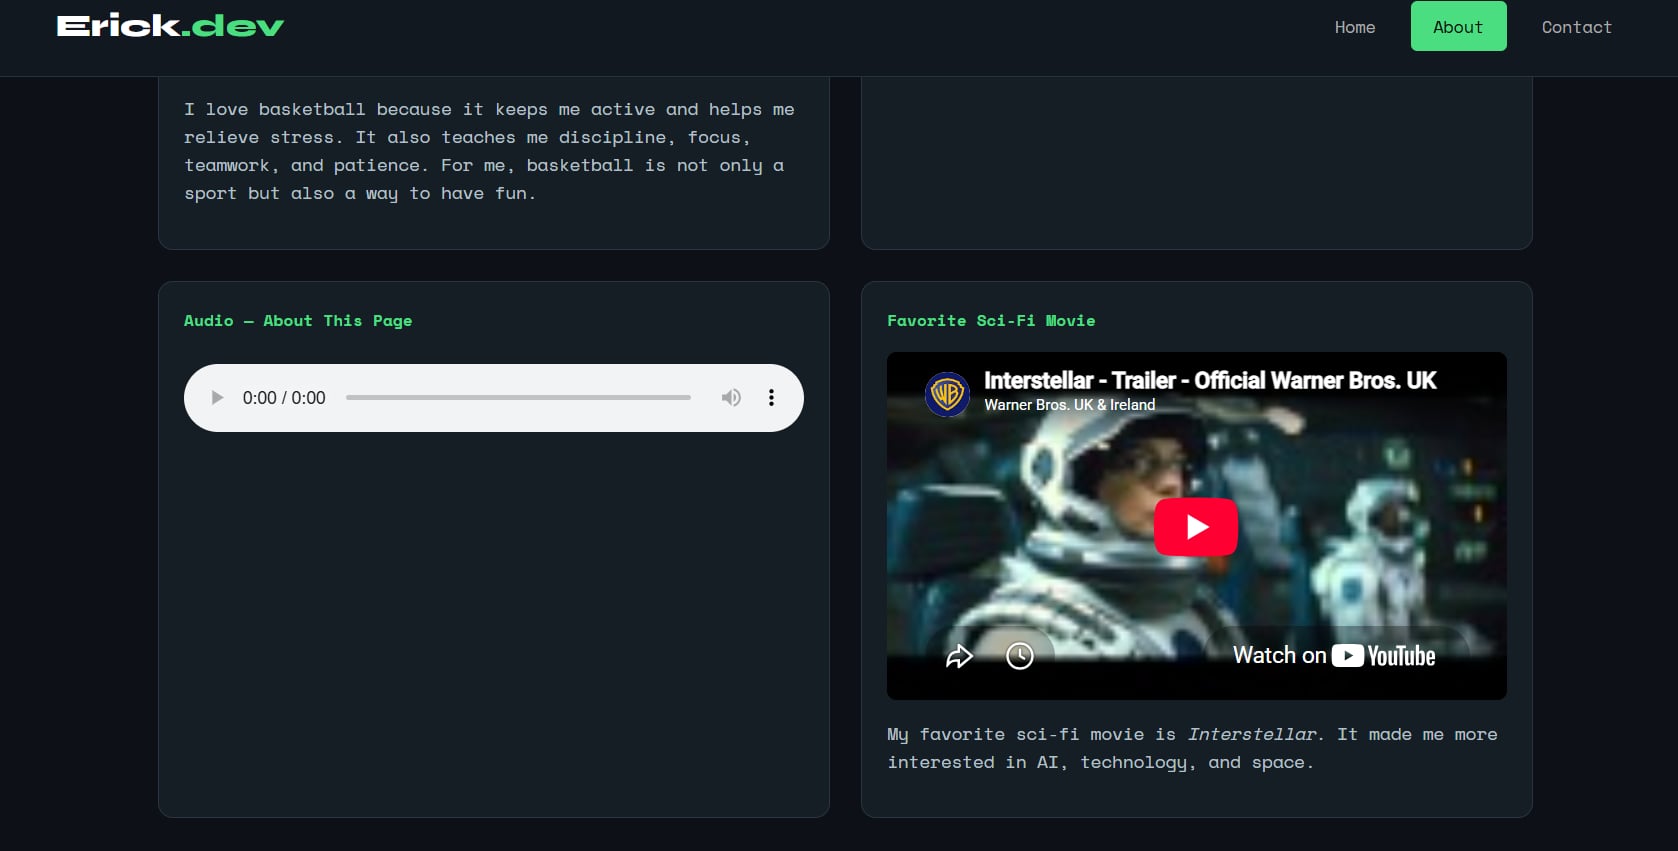 Erick.dev
Home
About
Contact
I love basketball because it keeps me active and helps me
relieve stress. It also teaches me discipline, focus,
teamwork, and patience. For me, basketball is not only a
sport but also a way to have fun.
Audio — About This Page
0:00 / 0:00
Favorite Sci-Fi Movie
WB
Interstellar - Trailer - Official Warner Bros. UK
Warner Bros. UK & Ireland
Watch on YouTube
My favorite sci-fi movie is Interstellar. It made me more
interested in AI, technology, and space.